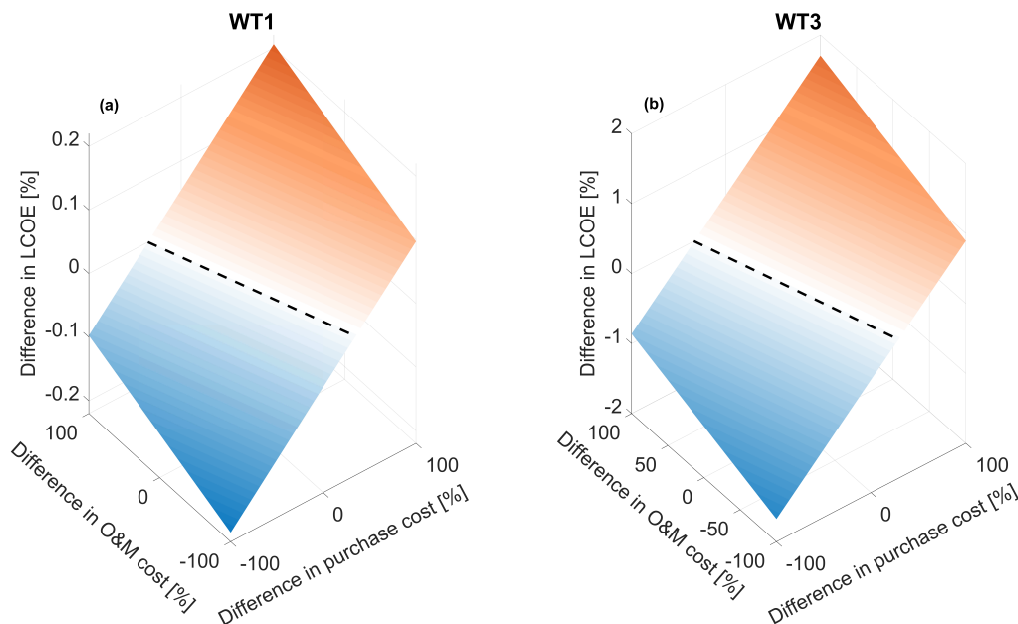 WT1
(a)
0.2
0.1
0
-0.1
-0.2
Difference in LCOE [%]
100
0
-100
Difference in O&M cost [%]
-100
0
100
Difference in purchase cost [%]
WT3
(b)
2
1
0
-1
-2
Difference in LCOE [%]
100
50
0
-50
-100
Difference in O&M cost [%]
-100
0
100
Difference in purchase cost [%]